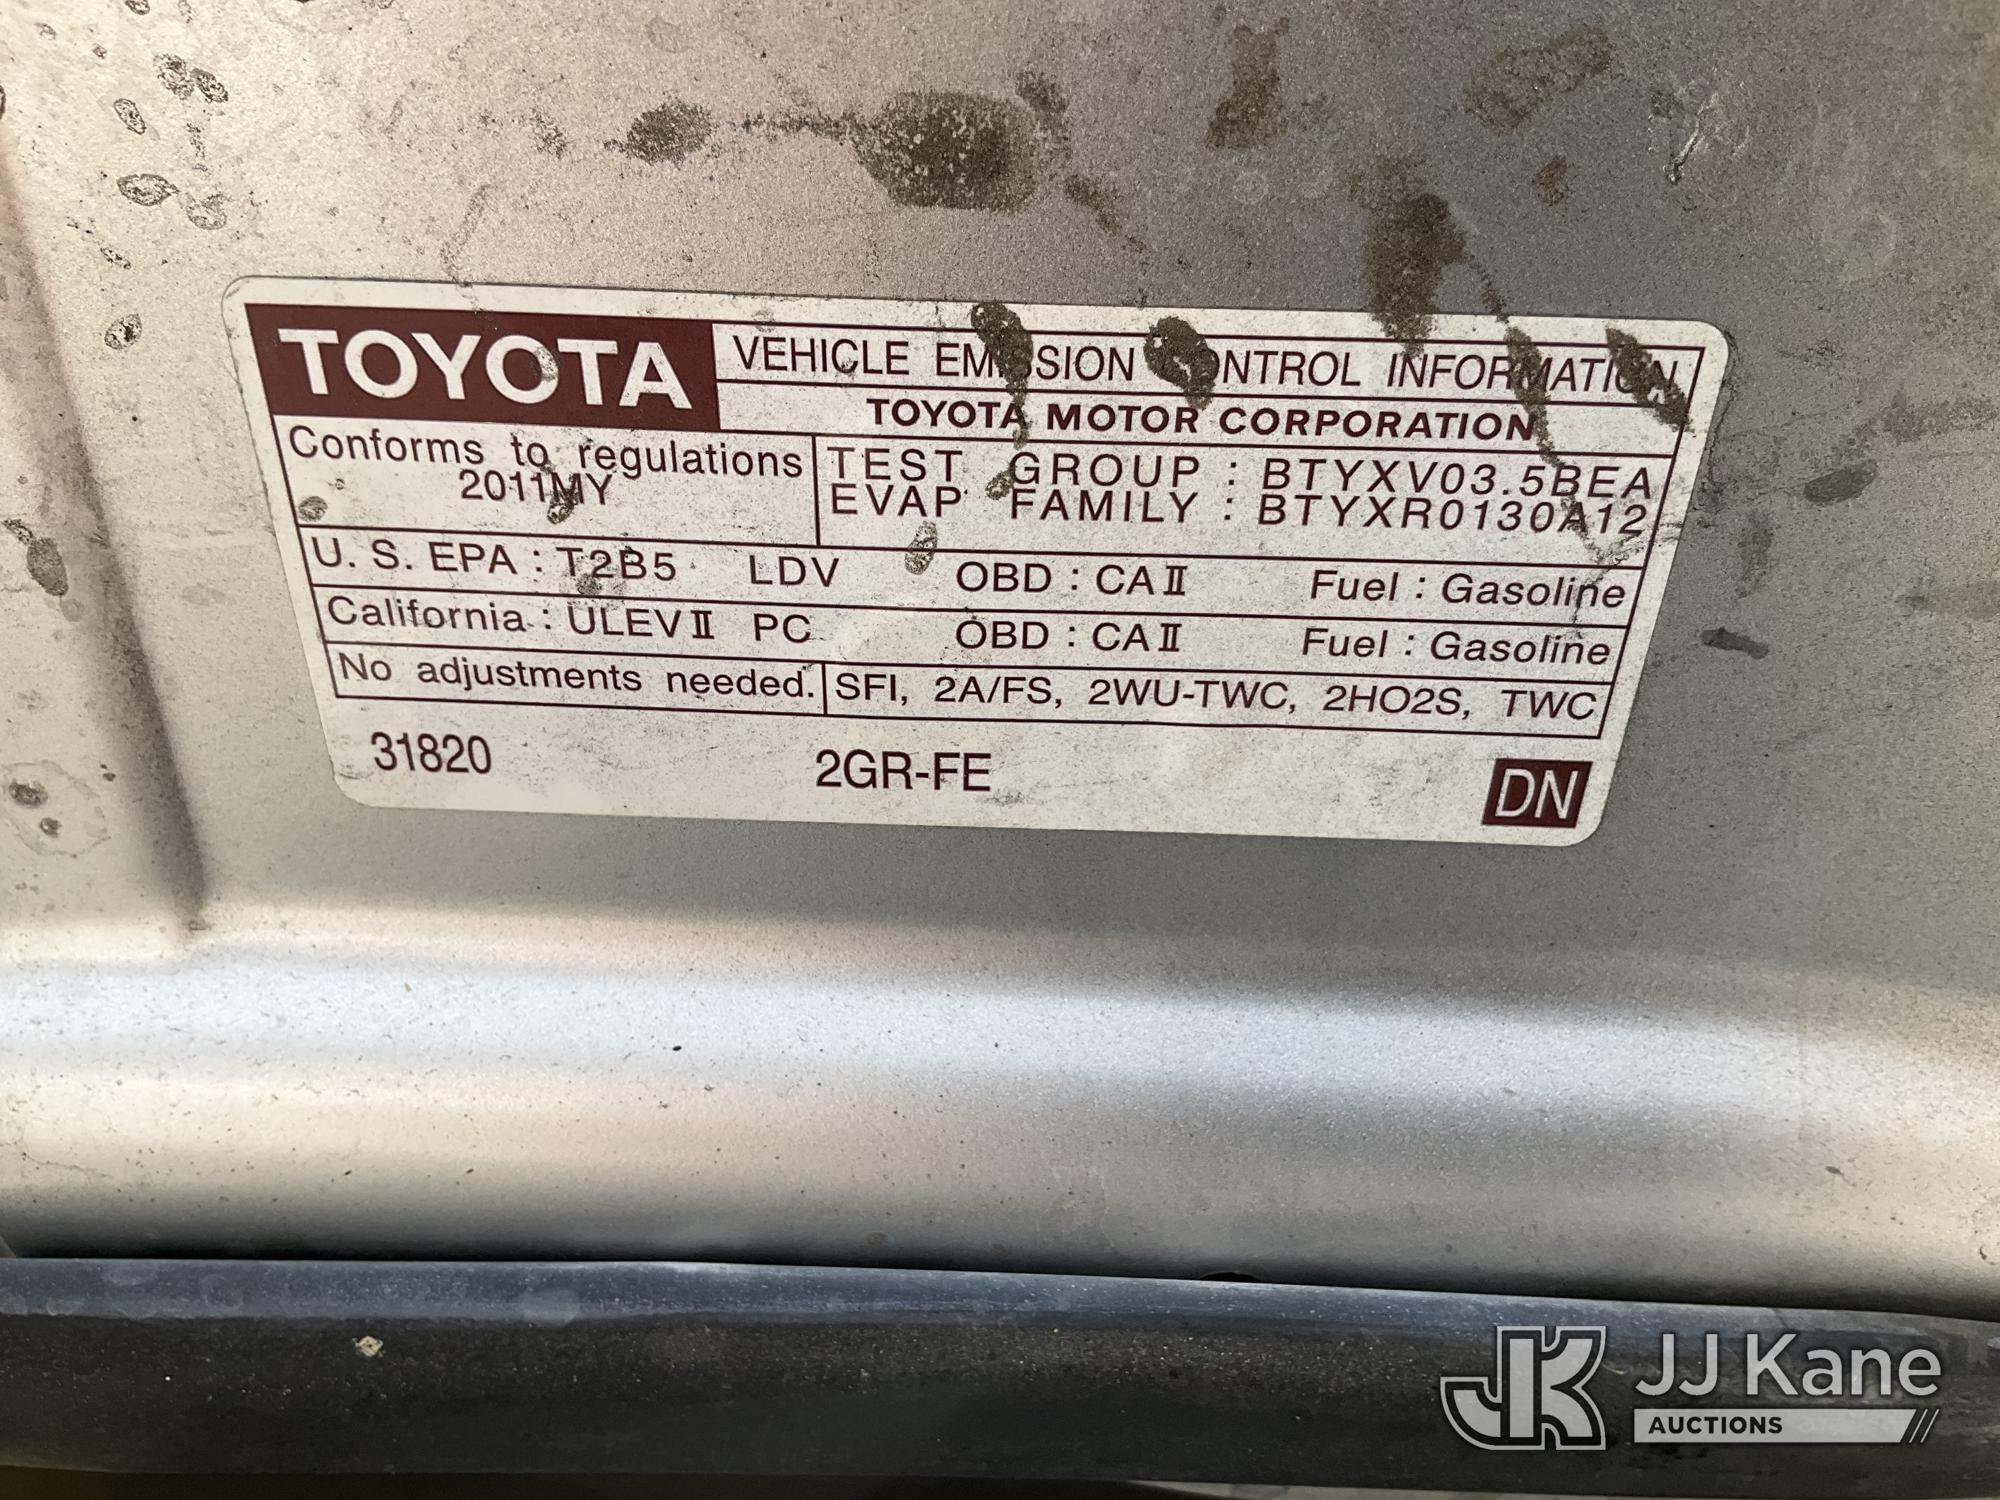 TOYOTA
VEHICLE EMISSION CONTROL INFORMATION
TOYOTA MOTOR CORPORATION
Conforms to regulations
2011MY
TEST GROUP : BTYXV03.5BEA
EVAP FAMILY : BTYXR0130A12
U. S. EPA : T2B5 LDV OBD : CAⅡ Fuel : Gasoline
California : ULEVⅡ PC OBD : CAⅡ Fuel : Gasoline
No adjustments needed.
SFI, 2A/FS, 2WU-TWC, 2HO2S, TWC
31820 2GR-FE DN
JK JJ Kane
AUCTIONS